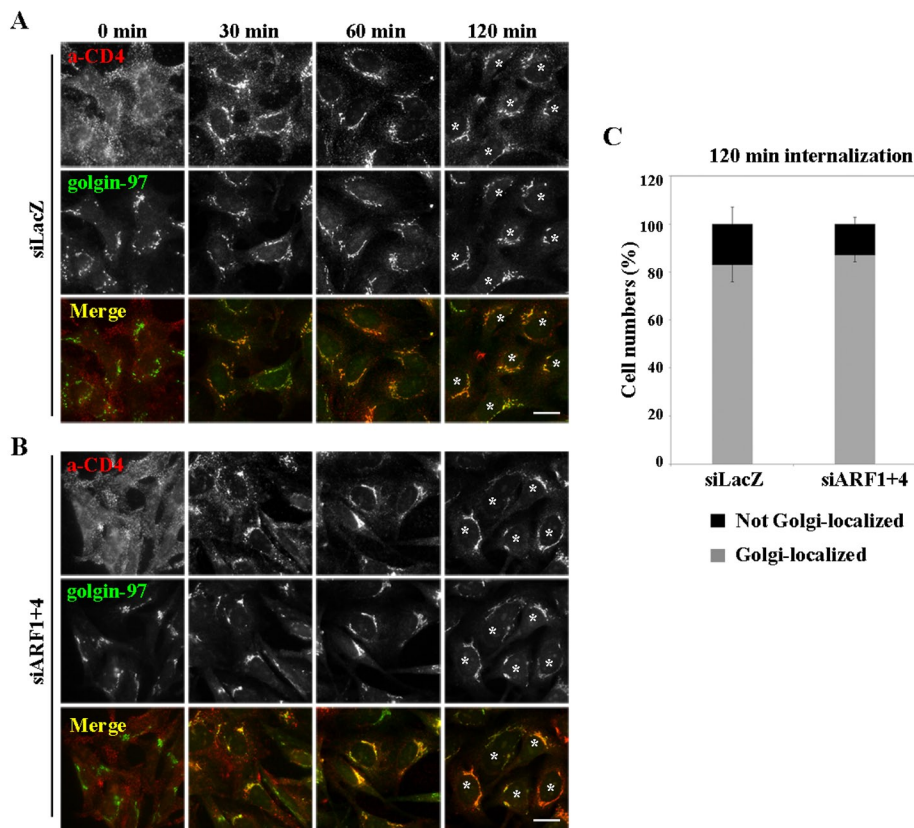 A
0 min 30 min 60 min 120 min
a-CD4
* * * * * *
golgin-97
* * * * * *
Merge
* * * * * *
siLacZ
B
a-CD4
* * * * *
golgin-97
* * * * *
Merge
* * * * *
siARF1+4
C
120 min internalization
120
100
80
60
40
20
0
Cell numbers (%)
siLacZ siARF1+4
Not Golgi-localized
Golgi-localized